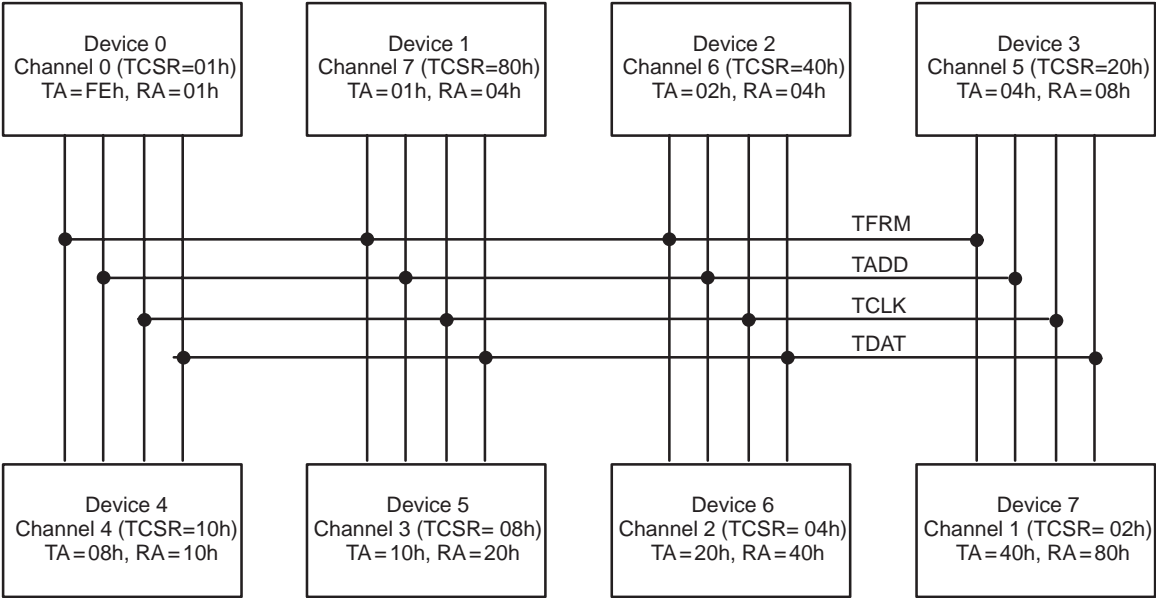 Device 0
Channel 0 (TCSR=01h)
TA=FEh, RA=01h
Device 1
Channel 7 (TCSR=80h)
TA=01h, RA=04h
Device 2
Channel 6 (TCSR=40h)
TA=02h, RA=04h
Device 3
Channel 5 (TCSR=20h)
TA=04h, RA=08h
TFRM
TADD
TCLK
TDAT
Device 4
Channel 4 (TCSR=10h)
TA=08h, RA=10h
Device 5
Channel 3 (TCSR= 08h)
TA=10h, RA=20h
Device 6
Channel 2 (TCSR= 04h)
TA=20h, RA=40h
Device 7
Channel 1 (TCSR= 02h)
TA=40h, RA=80h